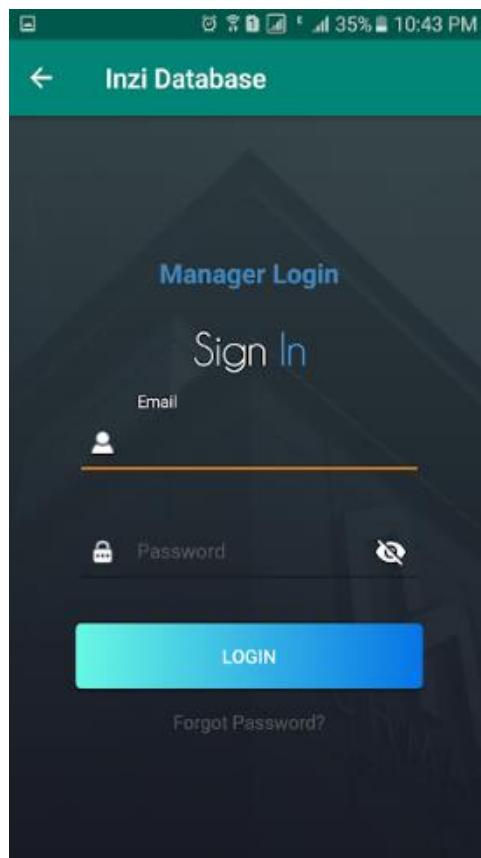 35% 10:43 PM
Inzi Database
Manager Login
Sign In
Email
Password
LOGIN
Forgot Password?